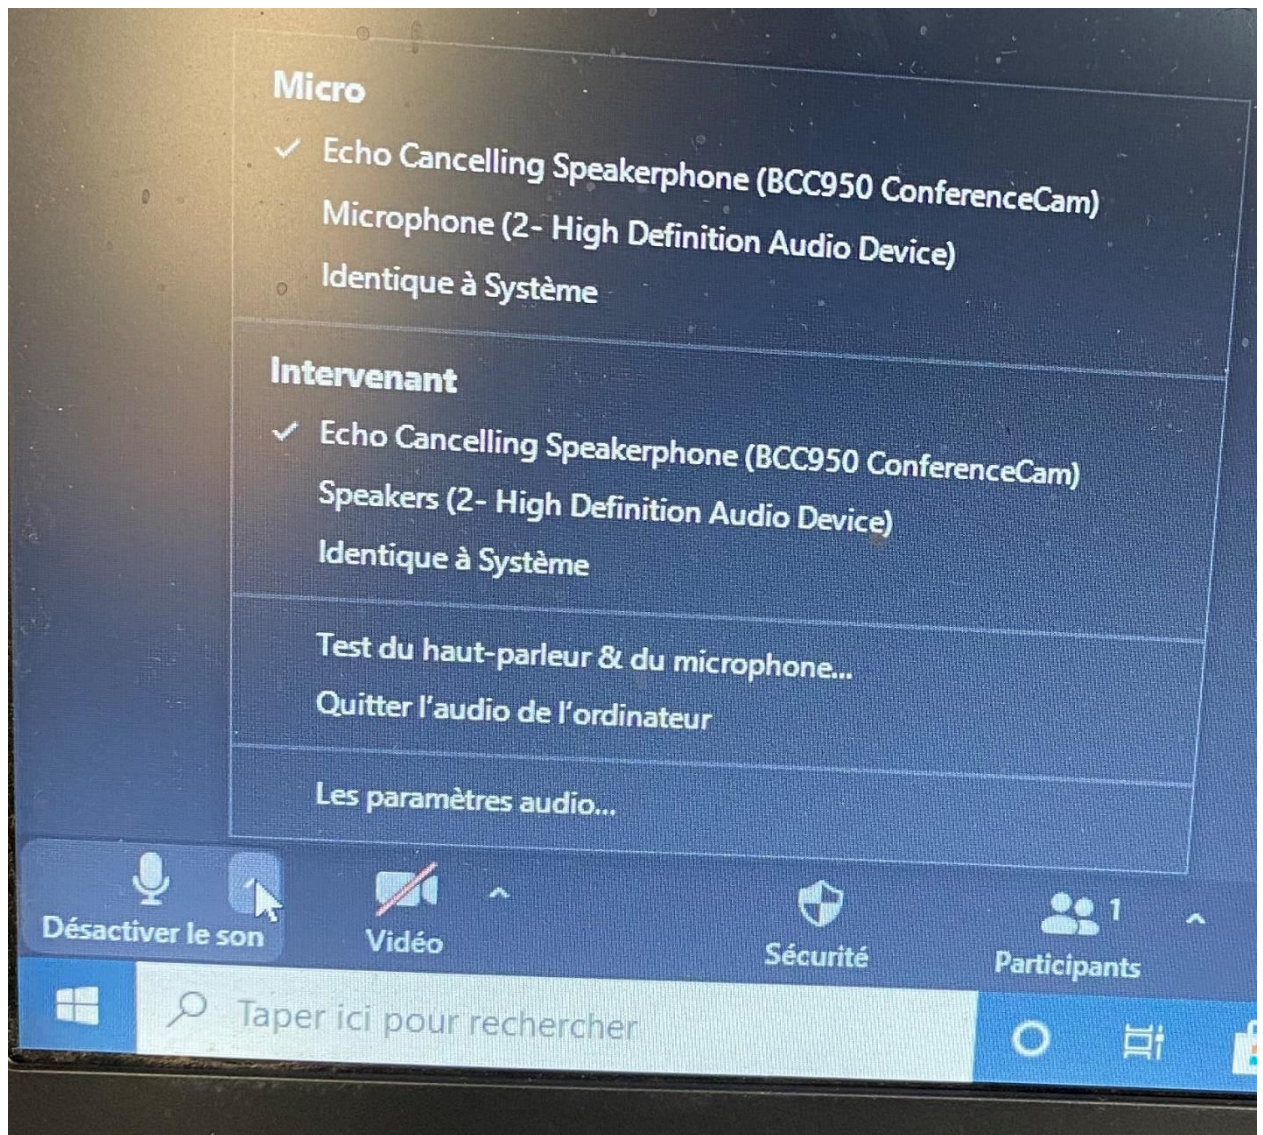 Micro
Echo Cancelling Speakerphone (BCC950 ConferenceCam)
Microphone (2- High Definition Audio Device)
Identique à Système
Intervenant
Echo Cancelling Speakerphone (BCC950 ConferenceCam)
Speakers (2- High Definition Audio Device)
Identique à Système
Test du haut-parleur & du microphone...
Quitter l'audio de l'ordinateur
Les paramètres audio...
Désactiver le son
Vidéo
Sécurité
1
Participants
Taper ici pour rechercher